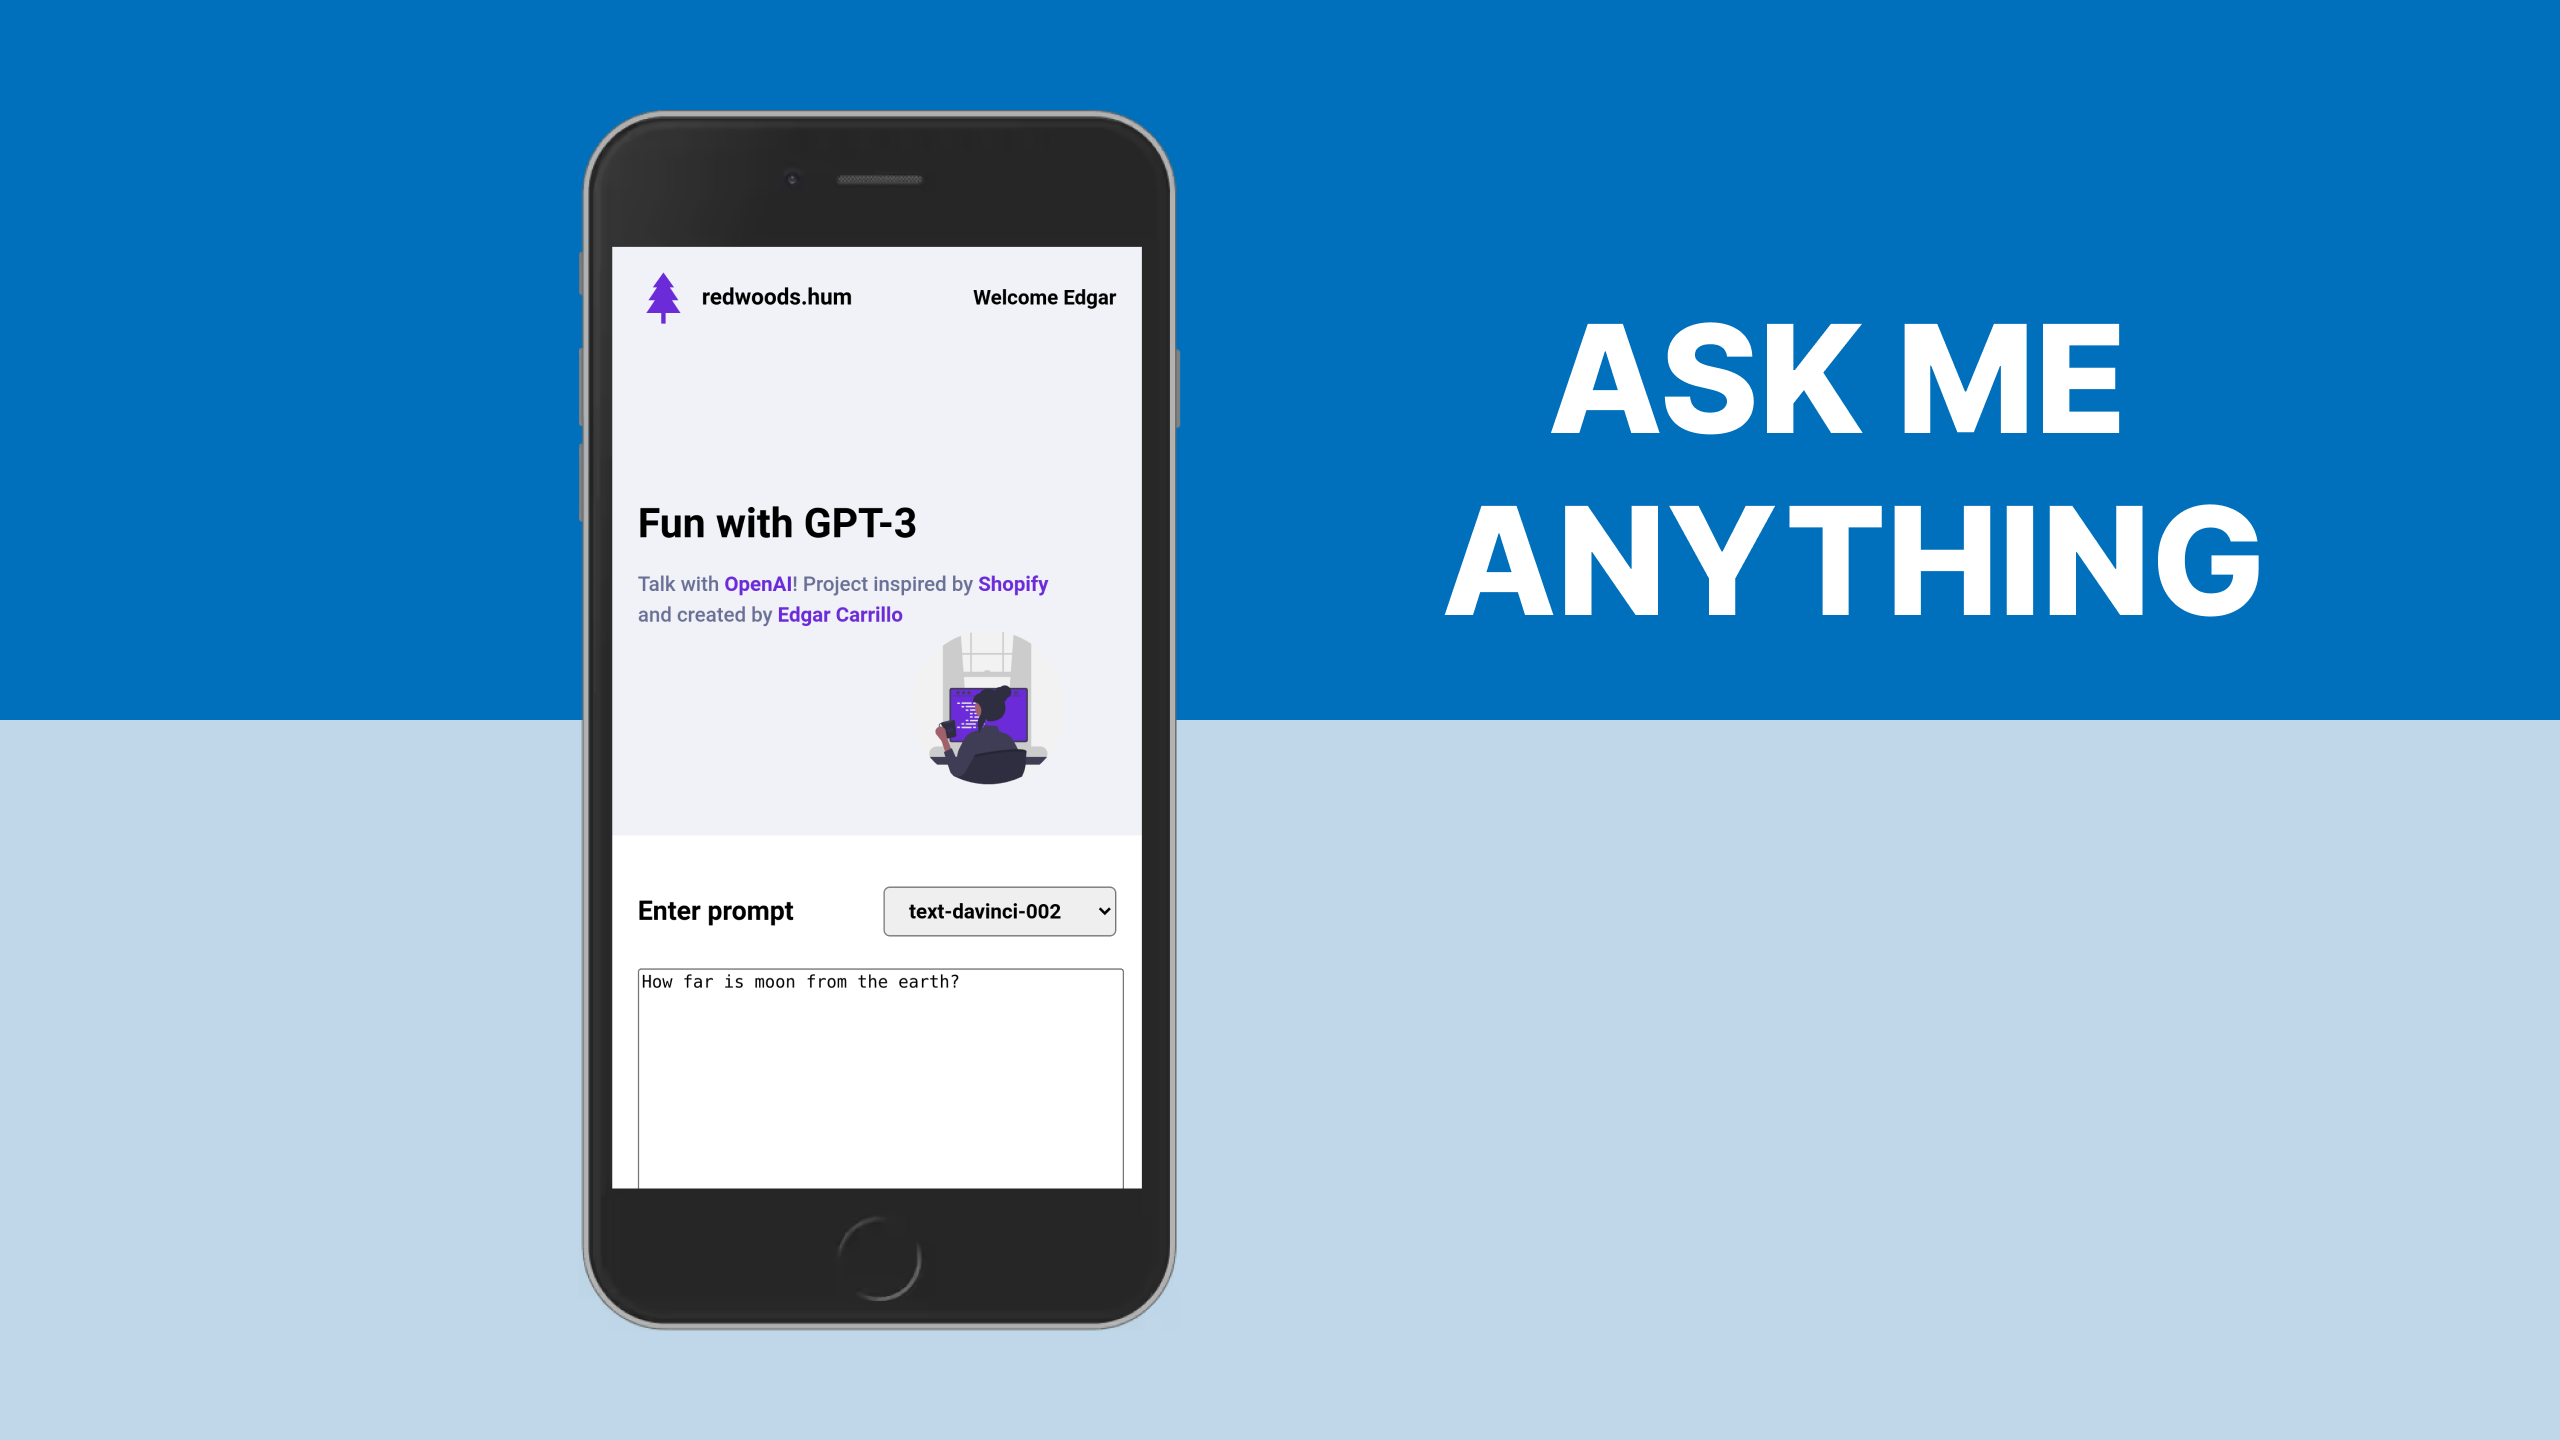 redwoods.hum
Welcome Edgar
Fun with GPT-3
Talk with OpenAI! Project inspired by Shopify
and created by Edgar Carrillo
Enter prompt
text-davinci-002
How far is moon from the earth?
ASK ME
ANYTHING